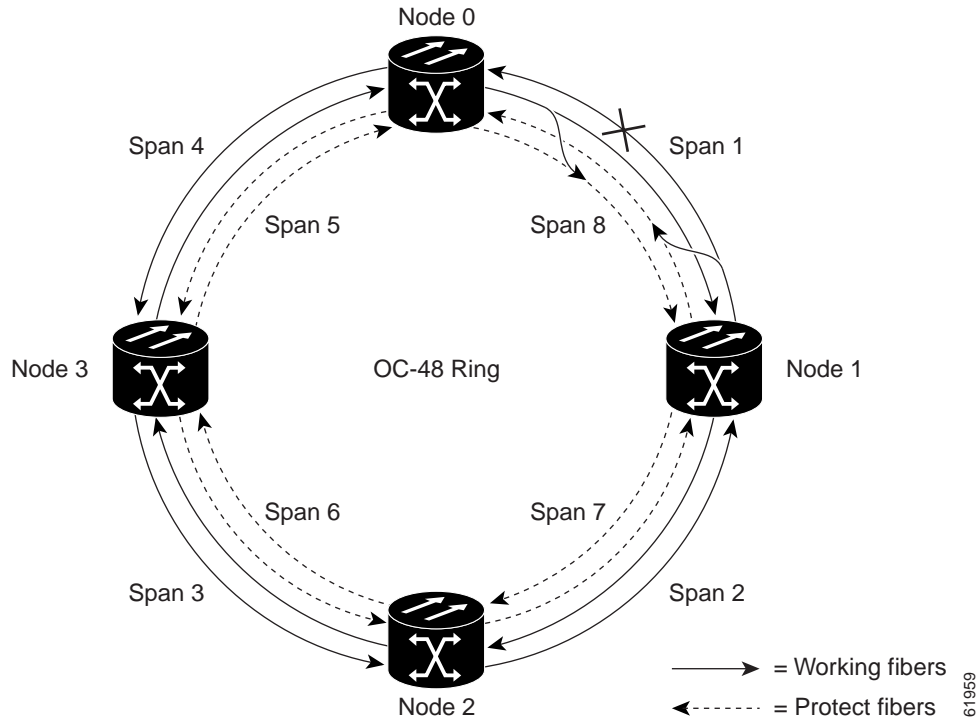 Node 0
Span 4
Span 1
Span 5
Span 8
Node 3
OC-48 Ring
Node 1
Span 6
Span 7
Span 3
Span 2
Node 2
= Working fibers
= Protect fibers
61959